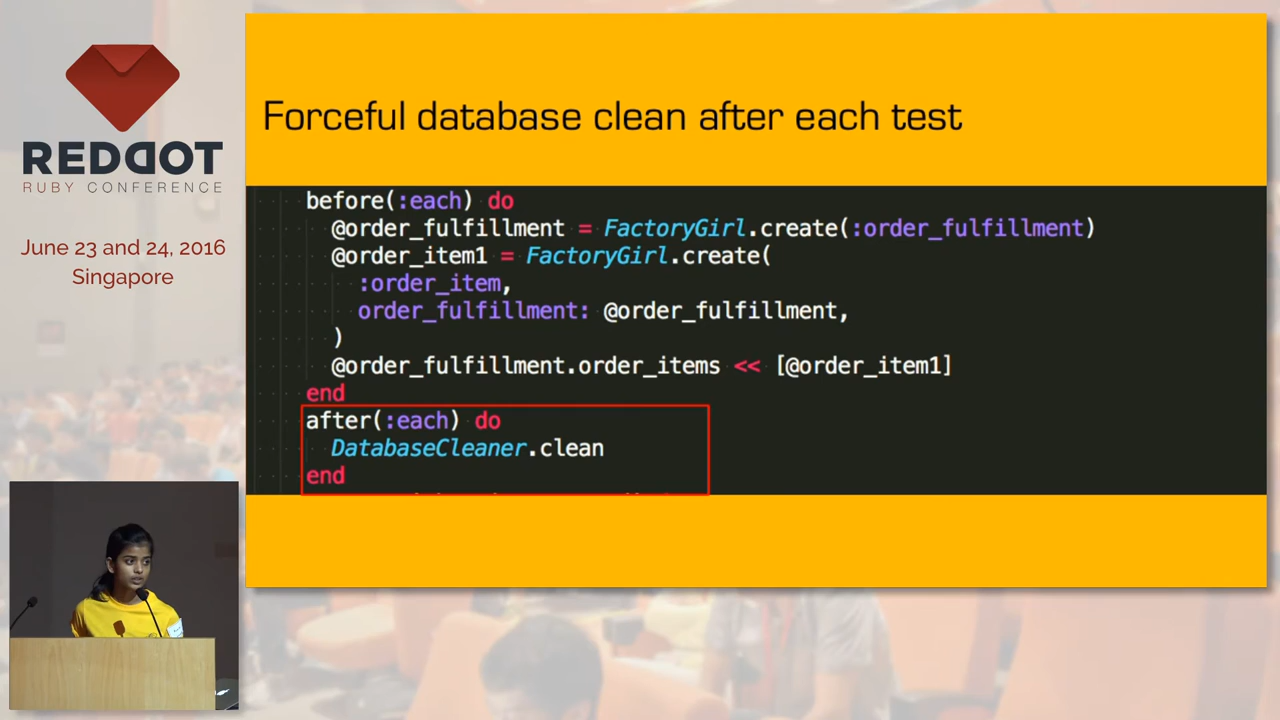 REDDOT
RUBY CONFERENCE
June 23 and 24, 2016
Singapore
Forceful database clean after each test
before(:each) do
@order_fulfillment = FactoryGirl.create(:order_fulfillment)
@order_item1 = FactoryGirl.create(
:order_item,
order_fulfillment: @order_fulfillment,
)
@order_fulfillment.order_items << [@order_item1]
end
after(:each) do
DatabaseCleaner.clean
end